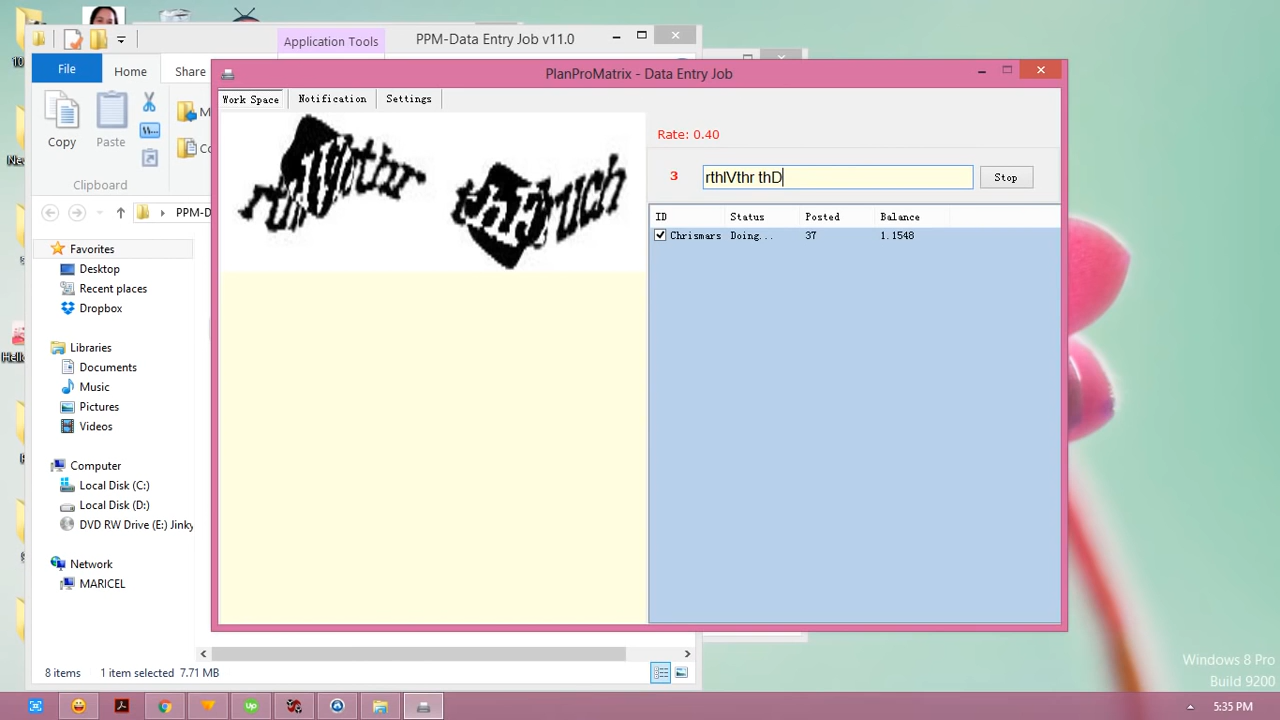 Application Tools
PPM-Data Entry Job v11.0
File
Home
Share
Copy
Paste
Clipboard
PPM-D
Favorites
Desktop
Recent places
Dropbox
Libraries
Documents
Music
Pictures
Videos
Computer
Local Disk (C:)
Local Disk (D:)
DVD RW Drive (E:) Jinky
Network
MARICEL
8 items 1 item selected 7.71 MB
PlanProMatrix - Data Entry Job
Work Space Notification Settings
Rate: 0.40
3 rthlVthr thD Stop
ID Status Posted Balance
Chrismars Doing... 37 1.1548
Windows 8 Pro
Build 9200
5:35 PM